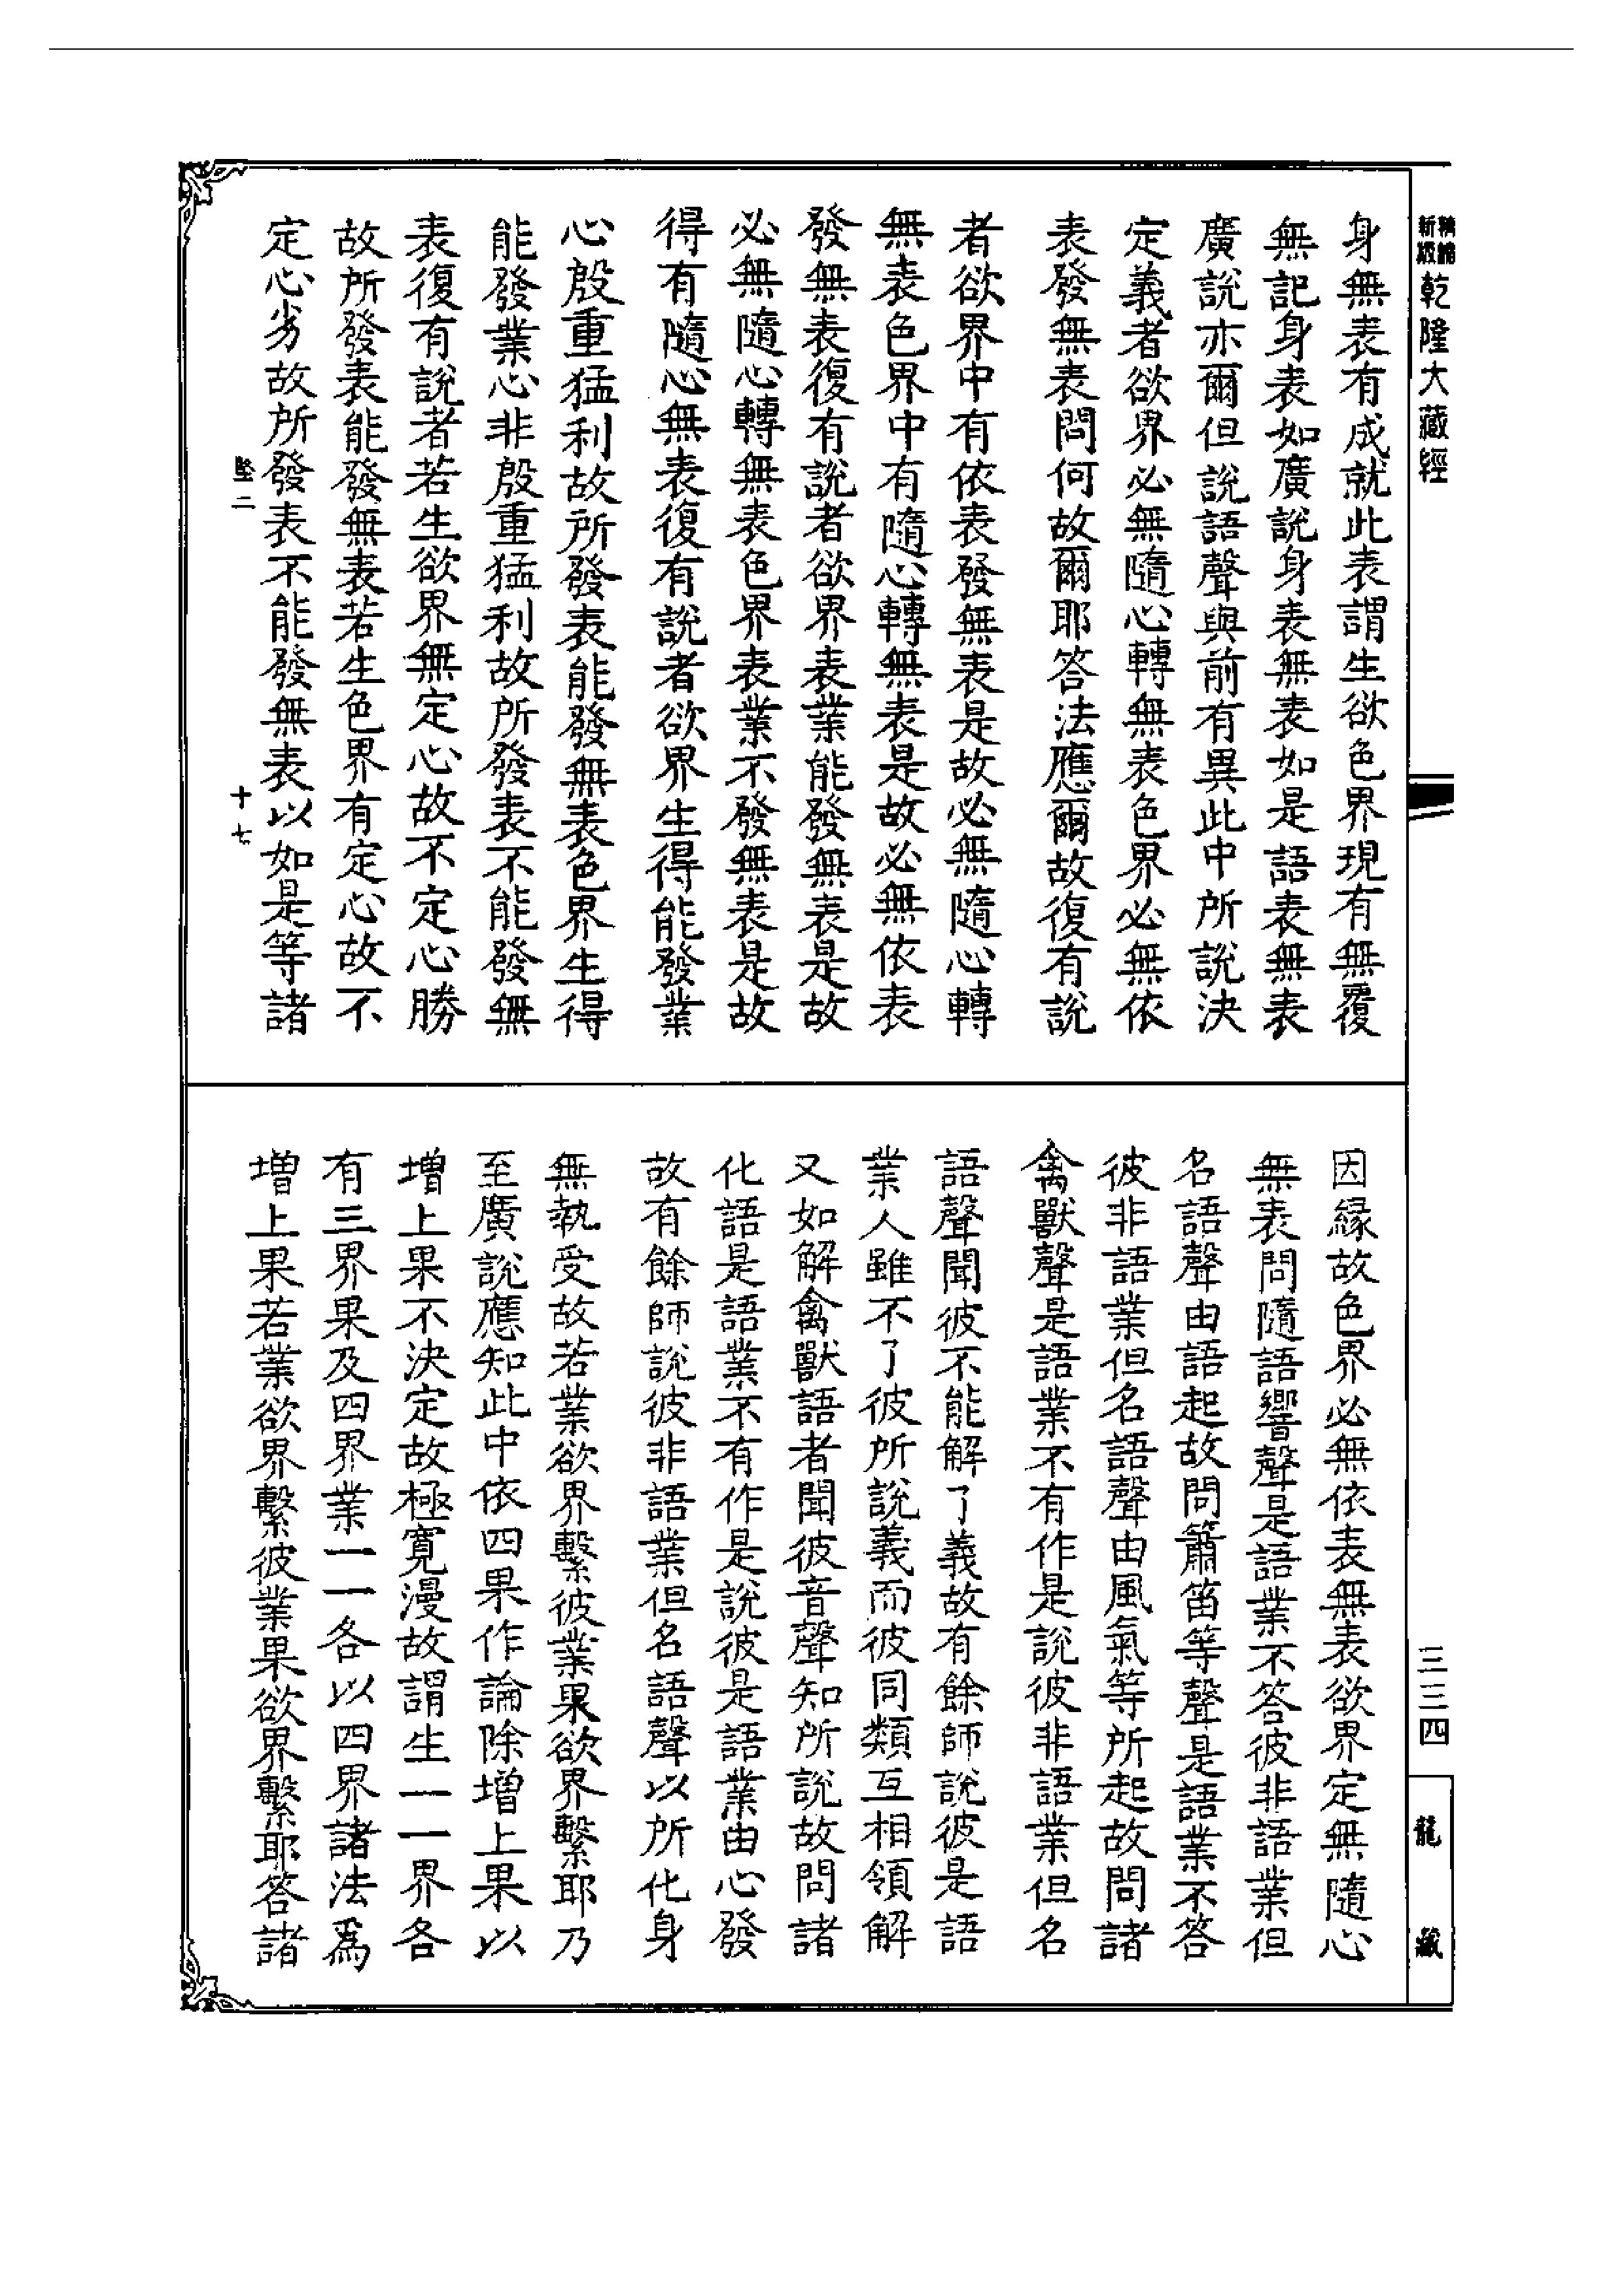 精編新版 乾隆大藏經
身無表有成就此表謂生欲色界現有無覆
無記身表如廣說身表無表如是語表無表
廣說亦爾但說語聲與前有異此中所說決
定義者欲界必無隨心轉無表色界必無依
表發無表問何故爾耶答法應爾故復有說
者欲界中有依表發無表是故必無隨心轉
無表色界中有隨心轉無表是故必無依表
發無表復有說者欲界表業能發無表是故
必無隨心轉無表色界表業不發無表是故
得有隨心無表復有說者欲界生得能發業
心殷重猛利故所發表能發無表色界生得
能發業心非殷重猛利故所發表不能發無
表復有說者若生欲界無定心故不定心勝
故所發表能發無表若生色界有定心故不
定心劣故所發表不能發無表以如是等諸
二 十七
因緣故色界必無依表無表欲界定無隨心
無表問隨語響聲是語業不答彼非語業但
名語聲由語起故問簫笛等聲是語業不答
彼非語業但名語聲由風氣等所起故問諸
禽獸聲是語業不有作是說彼非語業但名
語聲聞彼不能解了義故有餘師說彼是語
業人雖不了彼所說義而彼同類互相領解
又如解禽獸語者聞彼音聲知所說故問諸
化語是語業不有作是說彼是語業由心發
故有餘師說彼非語業但名語聲以所化身
無執受故若業欲界繫彼業果欲界繫耶乃
至廣說應知此中依四果作論除增上果以
增上果不決定故極寬漫故謂生一一界各
有三界果及四界業一一各以四界諸法爲
增上果若業欲界繫彼業果欲界繫耶答諸
三三四
龍藏